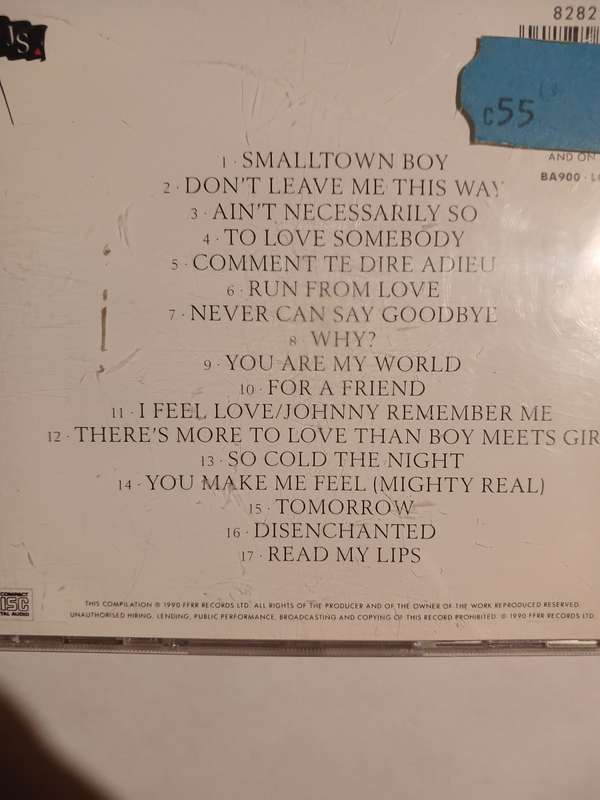 JS
8282
c55
AND ON
BA900 · L
1 · SMALLTOWN BOY
2 · DON'T LEAVE ME THIS WAY
3 · AIN'T NECESSARILY SO
4 · TO LOVE SOMEBODY
5 · COMMENT TE DIRE ADIEU
6 · RUN FROM LOVE
7 · NEVER CAN SAY GOODBYE
8 · WHY?
9 · YOU ARE MY WORLD
10 · FOR A FRIEND
11 · I FEEL LOVE/JOHNNY REMEMBER ME
12 · THERE'S MORE TO LOVE THAN BOY MEETS GIR
13 · SO COLD THE NIGHT
14 · YOU MAKE ME FEEL (MIGHTY REAL)
15 · TOMORROW
16 · DISENCHANTED
17 · READ MY LIPS
COMPACT
DISC
TAL AUDIO
THIS COMPILATION ℗ 1990 FFRR RECORDS LTD. ALL RIGHTS OF THE PRODUCER AND OF THE OWNER OF THE WORK REPRODUCED RESERVED.
UNAUTHORISED HIRING, LENDING, PUBLIC PERFORMANCE, BROADCASTING AND COPYING OF THIS RECORD PROHIBITED. © 1990 FFRR RECORDS LTD.